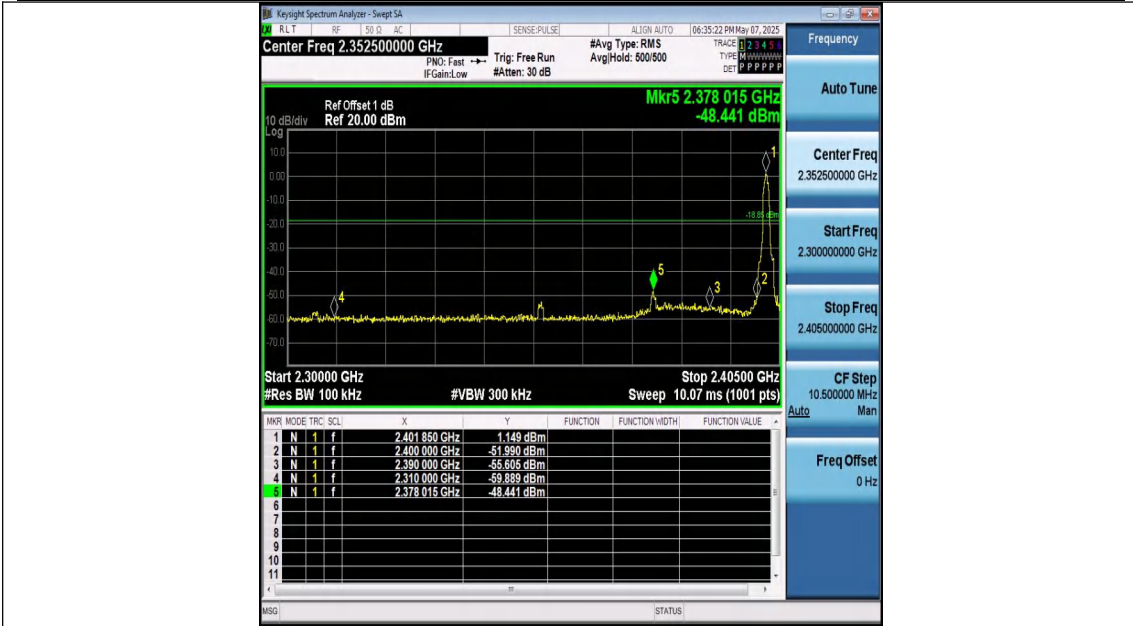 Keysight Spectrum Analyzer - Swept SA
RLT RF 50 Ω AC SENSE:PULSE ALIGN AUTO 06:35:22 PM May 07, 2025
Center Freq 2.352500000 GHz
#Avg Type: RMS
TRACE 1 2 3 4 5 6
PNO: Fast Trig: Free Run Avg|Hold: 500/500
TYPE M
IFGain:Low #Atten: 30 dB
DET P P P P P P
Mkr5 2.378 015 GHz
-48.441 dBm
Ref Offset 1 dB
10 dB/div Ref 20.00 dBm
Log
10.0
0.00
-10.0
-20.0
-30.0
-40.0
-50.0
-60.0
-70.0
1
-18.85 dBm
5
3
2
4
Start 2.30000 GHz Stop 2.40500 GHz
#Res BW 100 kHz #VBW 300 kHz Sweep 10.07 ms (1001 pts)
MKR MODE TRC SCL X Y FUNCTION FUNCTION WIDTH FUNCTION VALUE
1 N 1 f 2.401 850 GHz 1.149 dBm
2 N 1 f 2.400 000 GHz -51.990 dBm
3 N 1 f 2.390 000 GHz -55.605 dBm
4 N 1 f 2.310 000 GHz -59.889 dBm
5 N 1 f 2.378 015 GHz -48.441 dBm
6
7
8
9
10
11
MSG STATUS
Frequency
Auto Tune
Center Freq
2.352500000 GHz
Start Freq
2.300000000 GHz
Stop Freq
2.405000000 GHz
CF Step
10.500000 MHz
Auto Man
Freq Offset
0 Hz